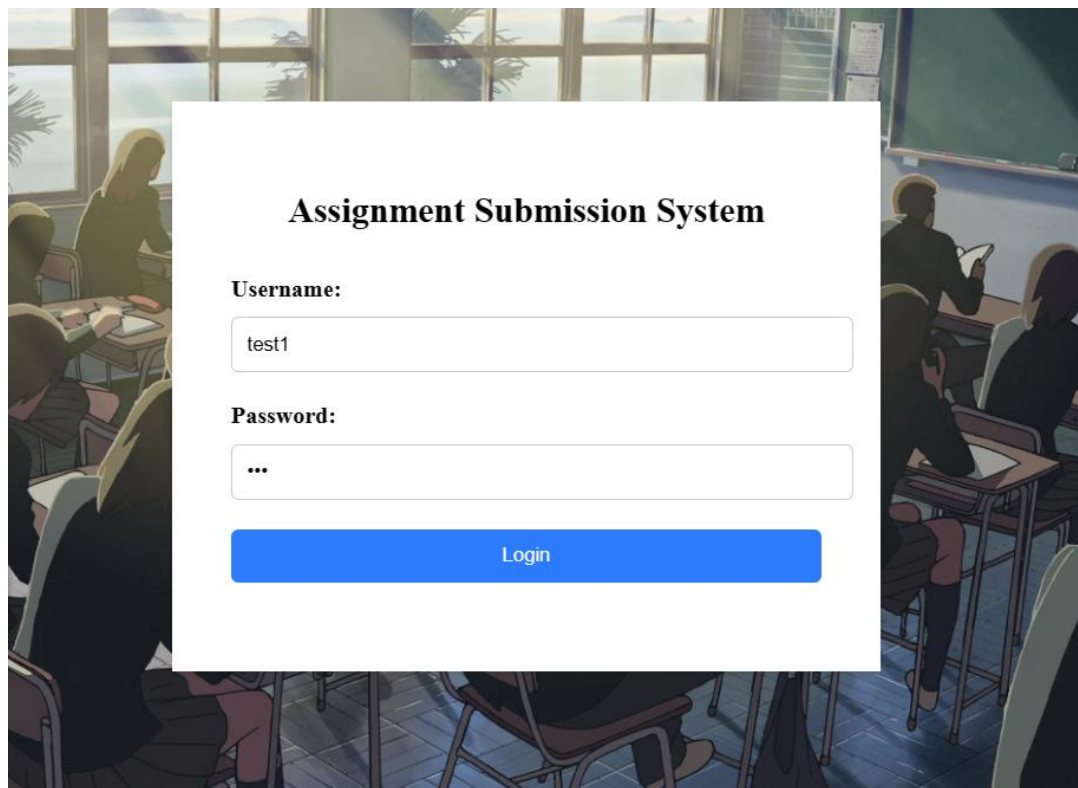 Assignment Submission System
Username:
test1
Password:
•••
Login